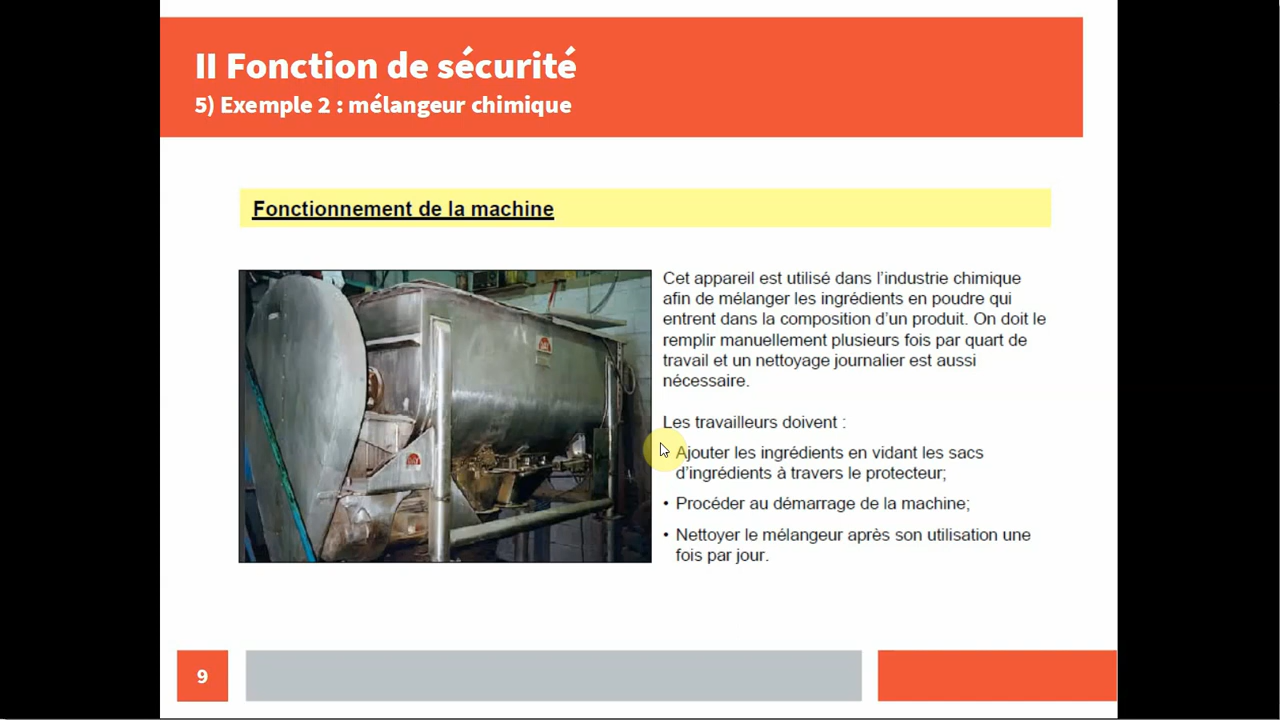 II Fonction de sécurité
5) Exemple 2 : mélangeur chimique
Fonctionnement de la machine
Cet appareil est utilisé dans l'industrie chimique
afin de mélanger les ingrédients en poudre qui
entrent dans la composition d'un produit. On doit le
remplir manuellement plusieurs fois par quart de
travail et un nettoyage journalier est aussi
nécessaire.
Les travailleurs doivent :
Ajouter les ingrédients en vidant les sacs
d'ingrédients à travers le protecteur;
• Procéder au démarrage de la machine;
• Nettoyer le mélangeur après son utilisation une
fois par jour.
9